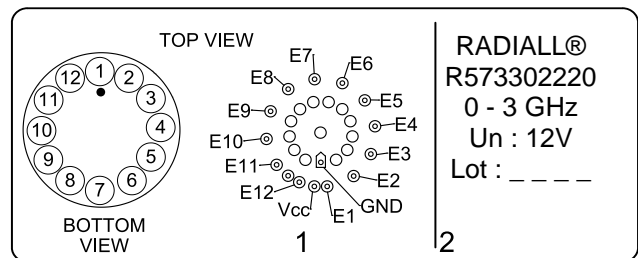 TOP VIEW
1
2
3
4
5
6
7
8
9
10
11
12
BOTTOM
VIEW
E7
E6
E8
E5
E9
E4
E10
E3
E11
E2
E12
Vcc
E1
GND
1
RADIALL®
R573302220
0 - 3 GHz
Un : 12V
Lot : _ _ _ _
2